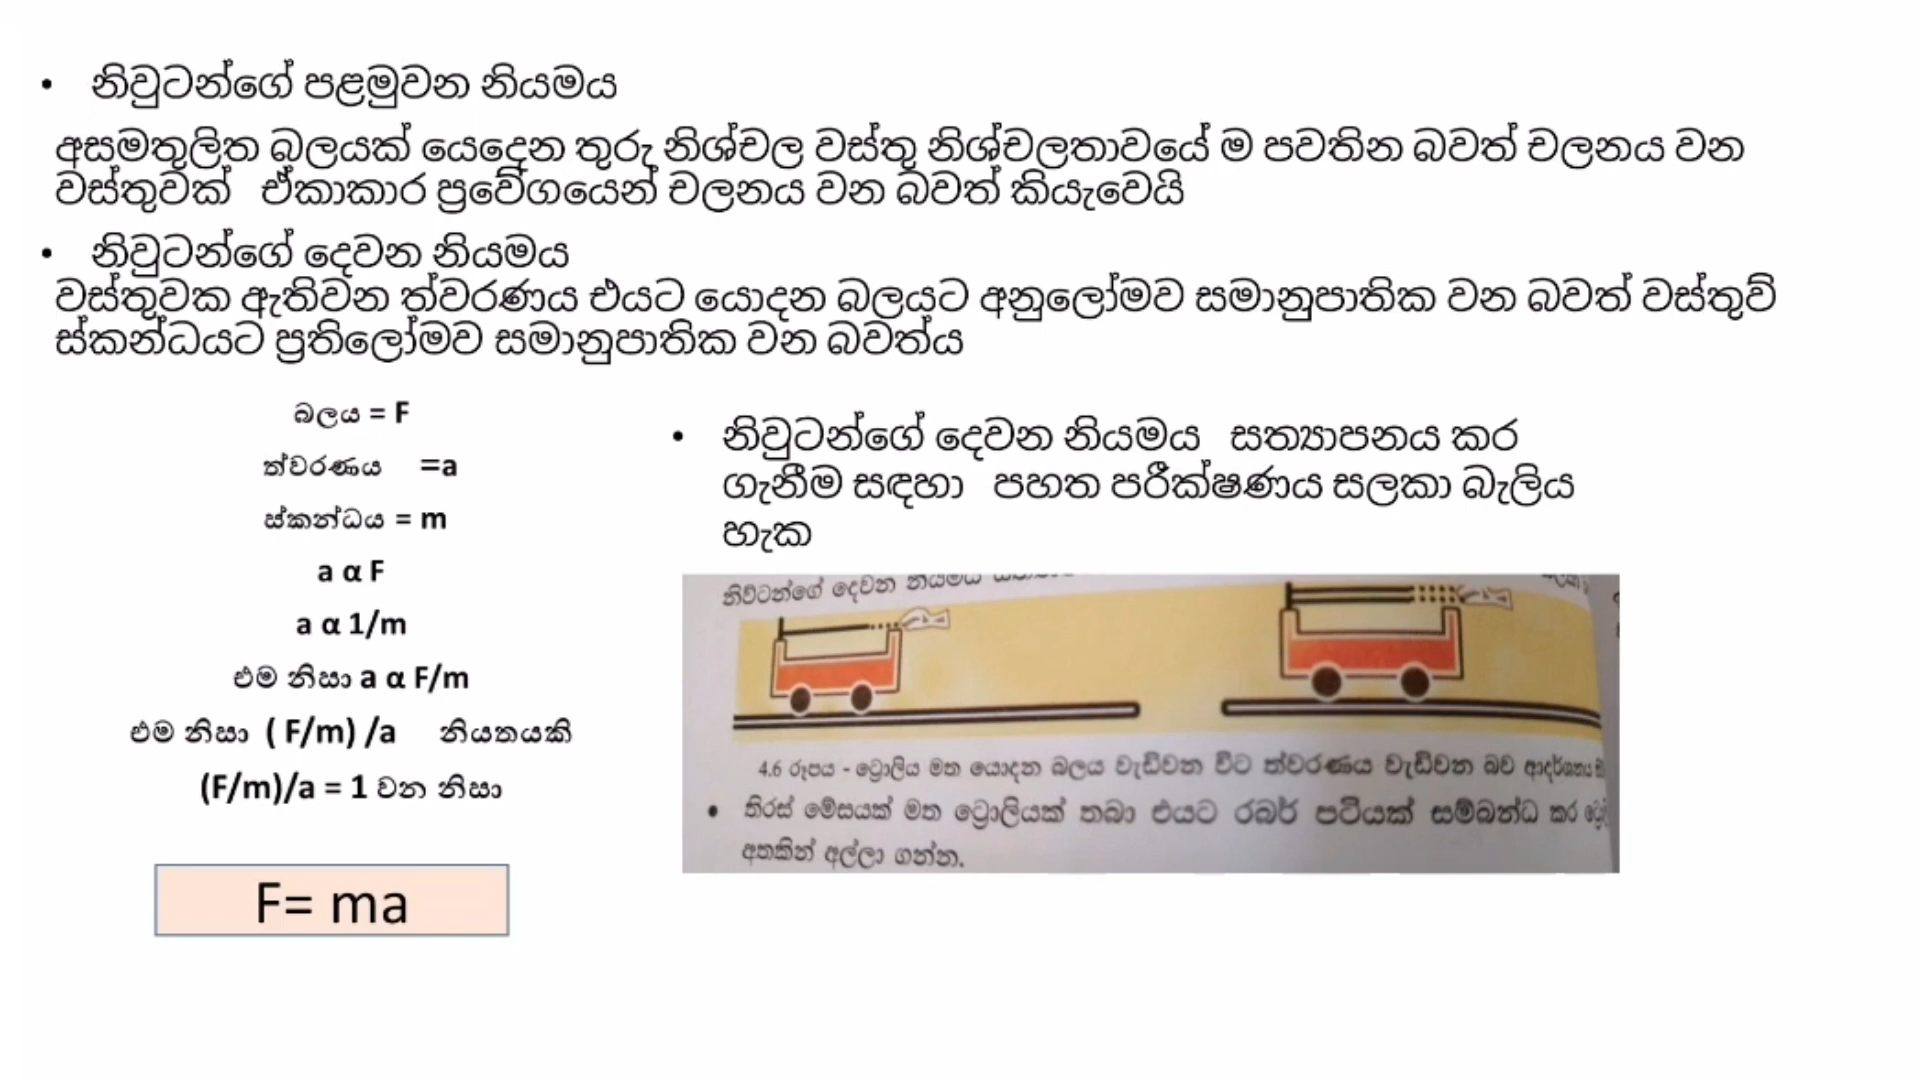 • නිවුටන්ගේ පළමුවන නියමය
අසමතුලිත බලයක් යෙදෙන තුරු නිශ්චල වස්තු නිශ්චලතාවයේ ම පවතින බවත් චලනය වන
වස්තුවක් ඒකාකාර ප්‍රවේගයෙන් චලනය වන බවත් කියැවෙයි
• නිවුටන්ගේ දෙවන නියමය
වස්තුවක ඇතිවන ත්වරණය එයට යොදන බලයට අනුලෝමව සමානුපාතික වන බවත් වස්තුව්
ස්කන්ධයට ප්‍රතිලෝමව සමානුපාතික වන බවත්ය
බලය = F
ත්වරණය =a
ස්කන්ධය = m
a α F
a α 1/m
එම නිසා a α F/m
එම නිසා ( F/m) /a නියතයකි
(F/m)/a = 1 වන නිසා
F= ma
• නිවුටන්ගේ දෙවන නියමය සත්‍යාපනය කර
ගැනීම සඳහා පහත පරීක්ෂණය සලකා බැලිය
හැක
නිව්ටන්ගේ දෙවන නියමය
4.6 රූපය - ට්‍රොලිය මත යොදන බලය වැඩිවන විට ත්වරණය වැඩිවන බව ආදර්ශනය
• තිරස් මේසයක් මත ට්‍රොලියක් තබා එයට රබර් පටියක් සම්බන්ධ කර
අතකින් අල්ලා ගන්න.